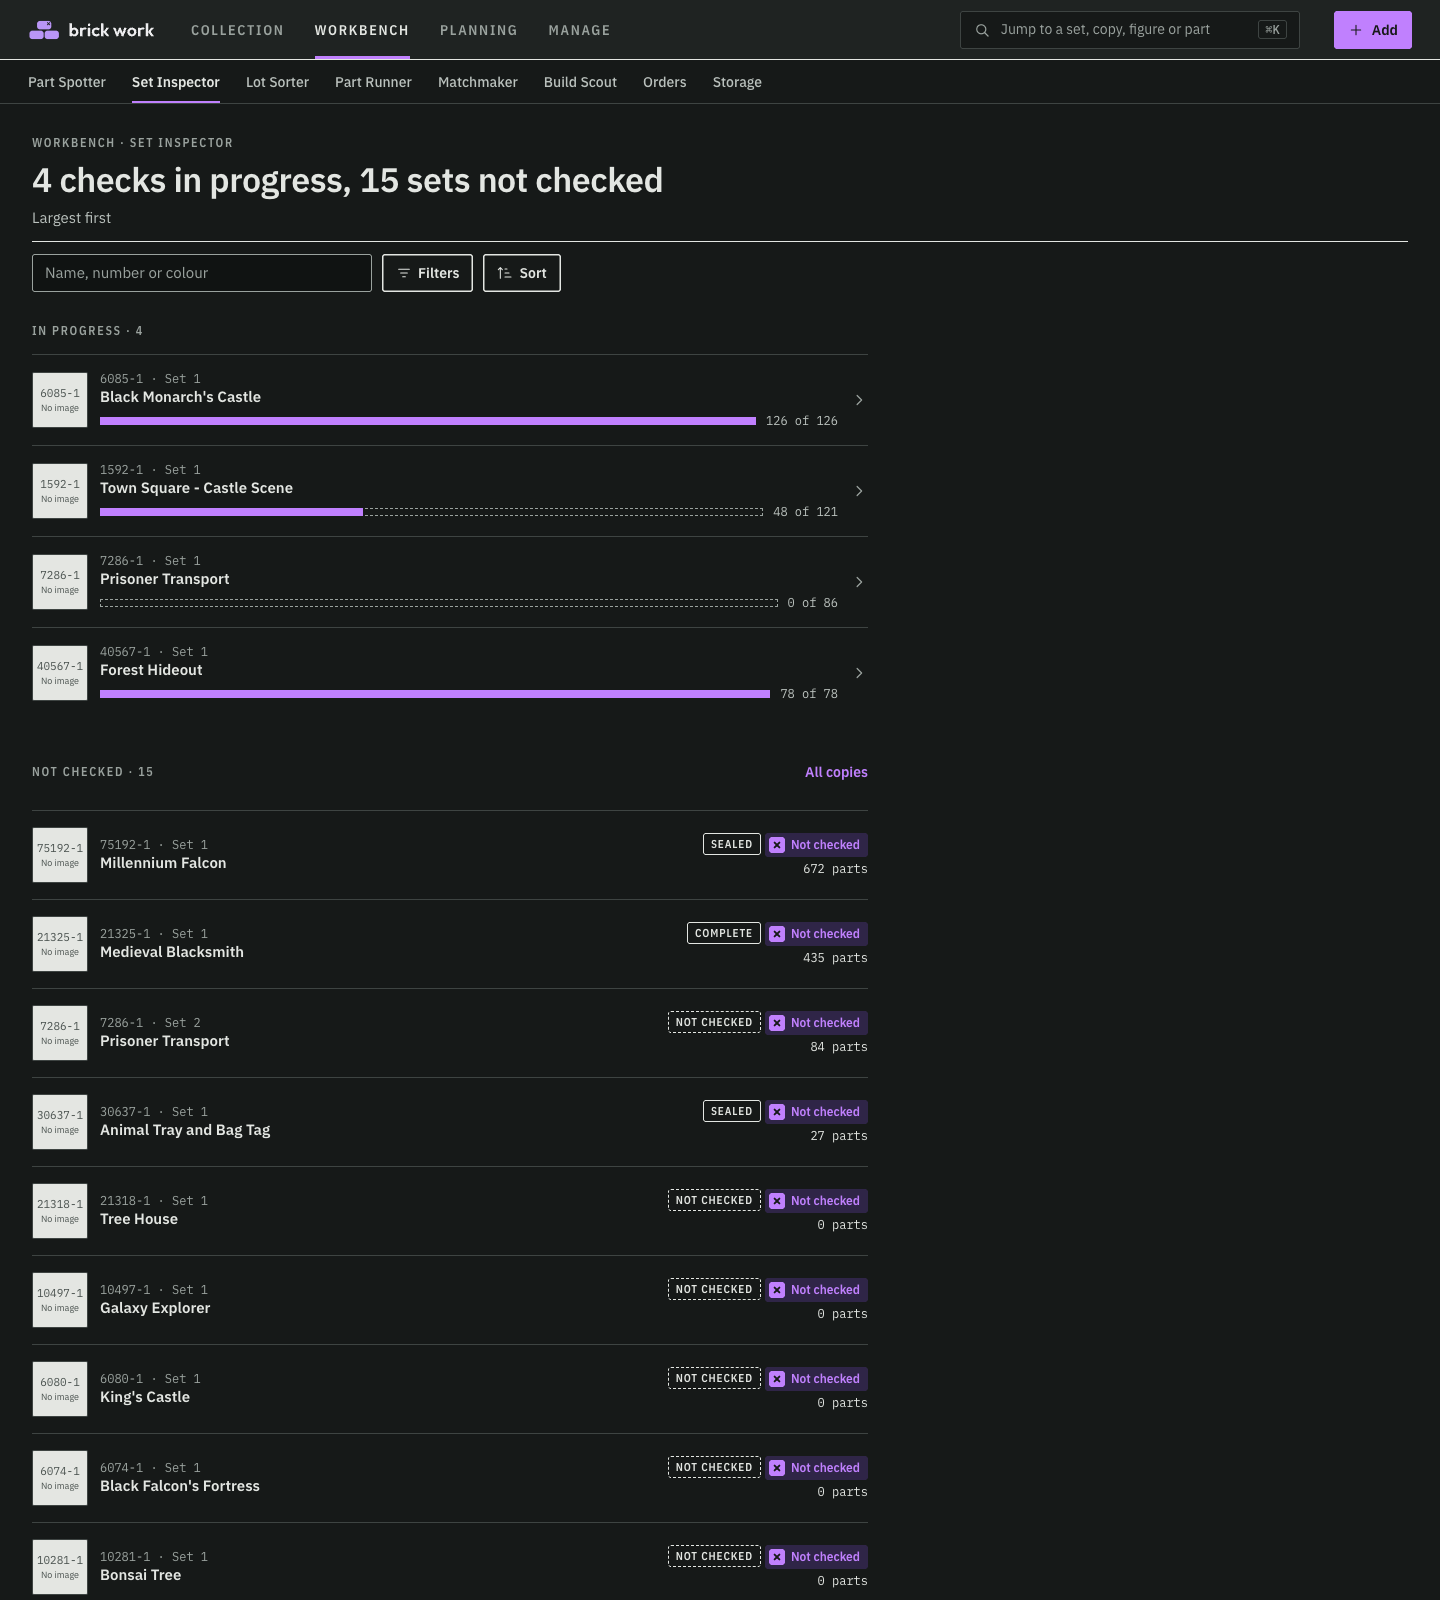 brick work
COLLECTION
WORKBENCH
PLANNING
MANAGE
Jump to a set, copy, figure or part
⌘K
Add
Part Spotter
Set Inspector
Lot Sorter
Part Runner
Matchmaker
Build Scout
Orders
Storage
WORKBENCH · SET INSPECTOR
4 checks in progress, 15 sets not checked
Largest first
Name, number or colour
Filters
Sort
IN PROGRESS · 4
6085-1
No image
6085-1 · Set 1
Black Monarch's Castle
126 of 126
1592-1
No image
1592-1 · Set 1
Town Square - Castle Scene
48 of 121
7286-1
No image
7286-1 · Set 1
Prisoner Transport
0 of 86
40567-1
No image
40567-1 · Set 1
Forest Hideout
78 of 78
NOT CHECKED · 15
All copies
75192-1
No image
75192-1 · Set 1
Millennium Falcon
SEALED
Not checked
672 parts
21325-1
No image
21325-1 · Set 1
Medieval Blacksmith
COMPLETE
Not checked
435 parts
7286-1
No image
7286-1 · Set 2
Prisoner Transport
NOT CHECKED
Not checked
84 parts
30637-1
No image
30637-1 · Set 1
Animal Tray and Bag Tag
SEALED
Not checked
27 parts
21318-1
No image
21318-1 · Set 1
Tree House
NOT CHECKED
Not checked
0 parts
10497-1
No image
10497-1 · Set 1
Galaxy Explorer
NOT CHECKED
Not checked
0 parts
6080-1
No image
6080-1 · Set 1
King's Castle
NOT CHECKED
Not checked
0 parts
6074-1
No image
6074-1 · Set 1
Black Falcon's Fortress
NOT CHECKED
Not checked
0 parts
10281-1
No image
10281-1 · Set 1
Bonsai Tree
NOT CHECKED
Not checked
0 parts